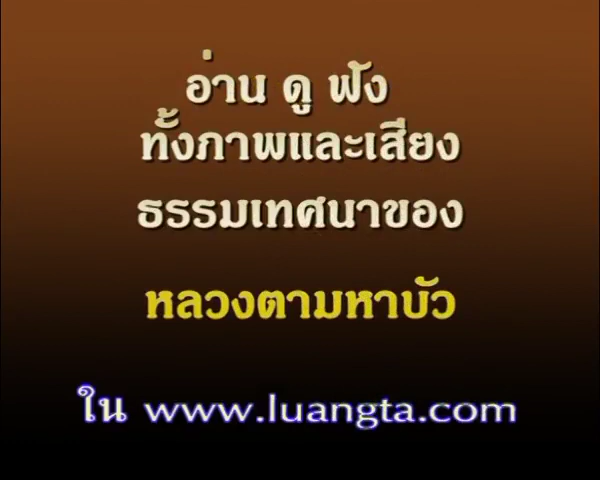 อ่าน ดู ฟัง
ทั้งภาพและเสียง
ธรรมเทศนาของ
หลวงตามหาบัว
ใน www.luangta.com